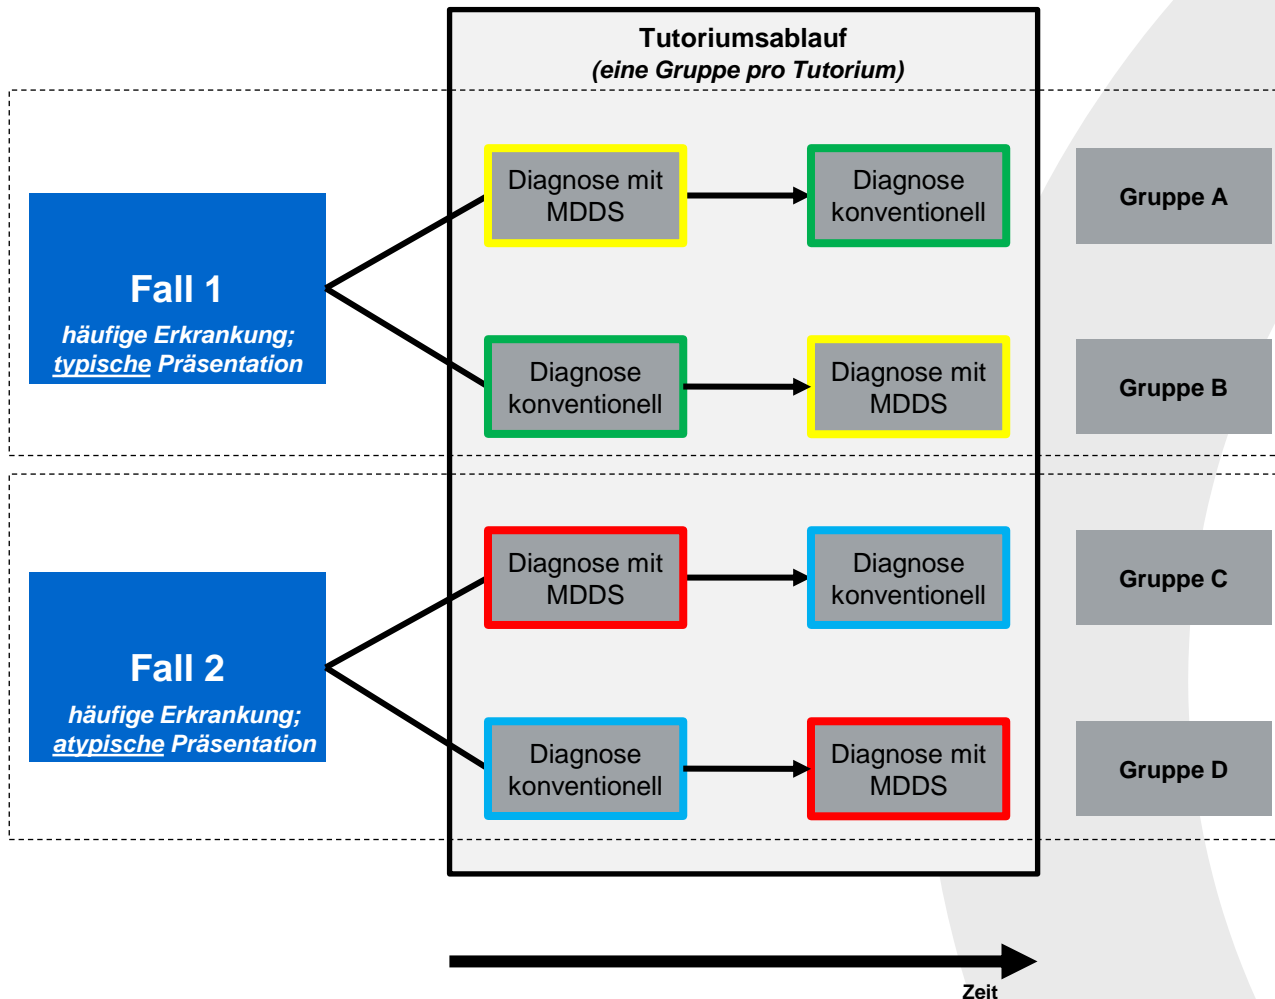 Tutoriumsablauf
(eine Gruppe pro Tutorium)
Fall 1
häufige Erkrankung;
typische Präsentation
Diagnose mit
MDDS
Diagnose
konventionell
Gruppe A
Diagnose
konventionell
Diagnose mit
MDDS
Gruppe B
Fall 2
häufige Erkrankung;
atypische Präsentation
Diagnose mit
MDDS
Diagnose
konventionell
Gruppe C
Diagnose
konventionell
Diagnose mit
MDDS
Gruppe D
Zeit